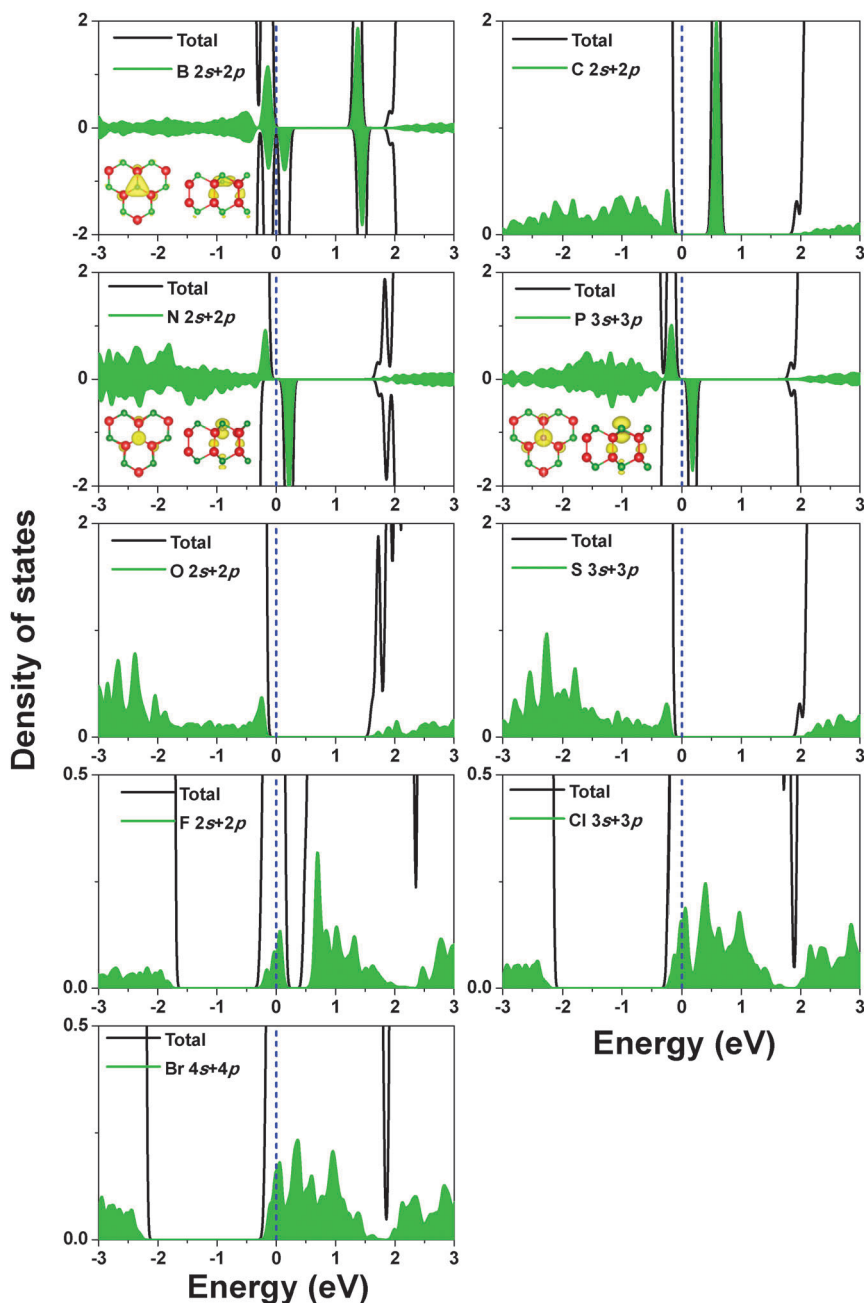 Density of states
2
0
-2
-3 -2 -1 0 1 2 3
Total
B 2s+2p
2
1
0
-3 -2 -1 0 1 2 3
Total
C 2s+2p
2
0
-2
-3 -2 -1 0 1 2 3
Total
N 2s+2p
2
0
-2
-3 -2 -1 0 1 2 3
Total
P 3s+3p
2
0
-3 -2 -1 0 1 2 3
Total
O 2s+2p
2
0
-3 -2 -1 0 1 2 3
Total
S 3s+3p
0.5
0.0
-3 -2 -1 0 1 2 3
Total
F 2s+2p
0.5
0.0
-3 -2 -1 0 1 2 3
Total
Cl 3s+3p
Energy (eV)
0.5
0.0
-3 -2 -1 0 1 2 3
Total
Br 4s+4p
Energy (eV)